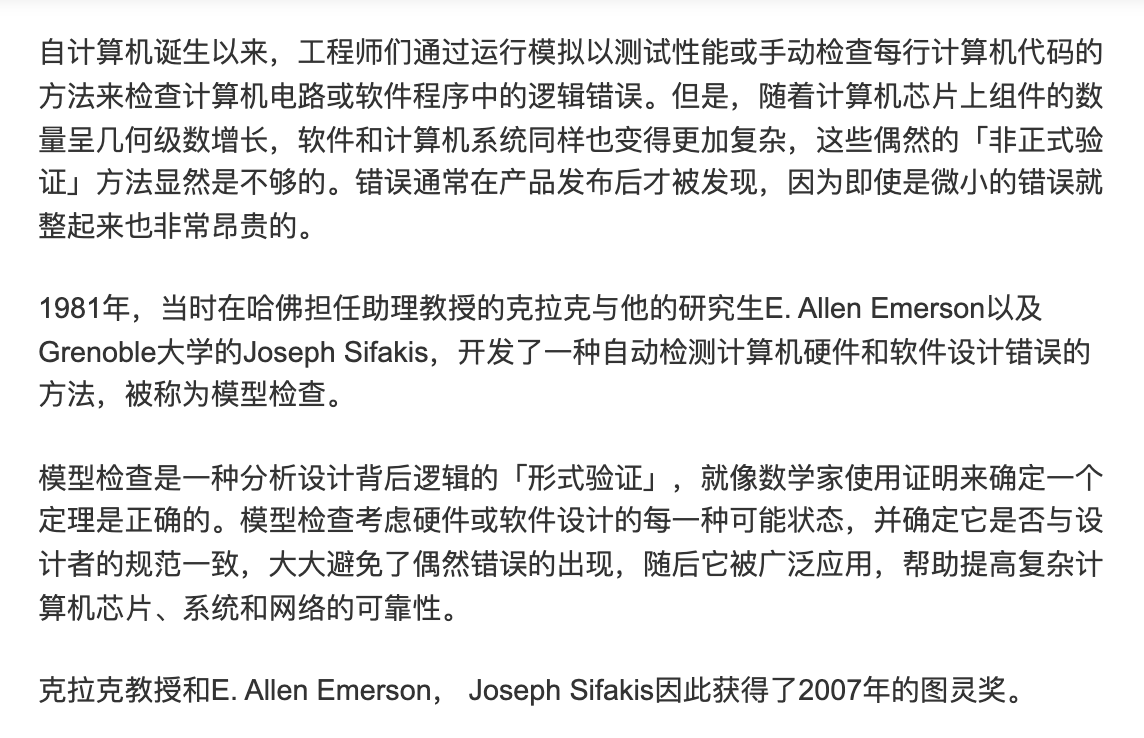 自计算机诞生以来，工程师们通过运行模拟以测试性能或手动检查每行计算机代码的
方法来检查计算机电路或软件程序中的逻辑错误。但是，随着计算机芯片上组件的数
量呈几何级数增长，软件和计算机系统同样也变得更加复杂，这些偶然的「非正式验
证」方法显然是不够的。错误通常在产品发布后才被发现，因为即使是微小的错误就
整起来也非常昂贵的。
1981年，当时在哈佛担任助理教授的克拉克与他的研究生E. Allen Emerson以及
Grenoble大学的Joseph Sifakis，开发了一种自动检测计算机硬件和软件设计错误的
方法，被称为模型检查。
模型检查是一种分析设计背后逻辑的「形式验证」，就像数学家使用证明来确定一个
定理是正确的。模型检查考虑硬件或软件设计的每一种可能状态，并确定它是否与设
计者的规范一致，大大避免了偶然错误的出现，随后它被广泛应用，帮助提高复杂计
算机芯片、系统和网络的可靠性。
克拉克教授和E. Allen Emerson， Joseph Sifakis因此获得了2007年的图灵奖。